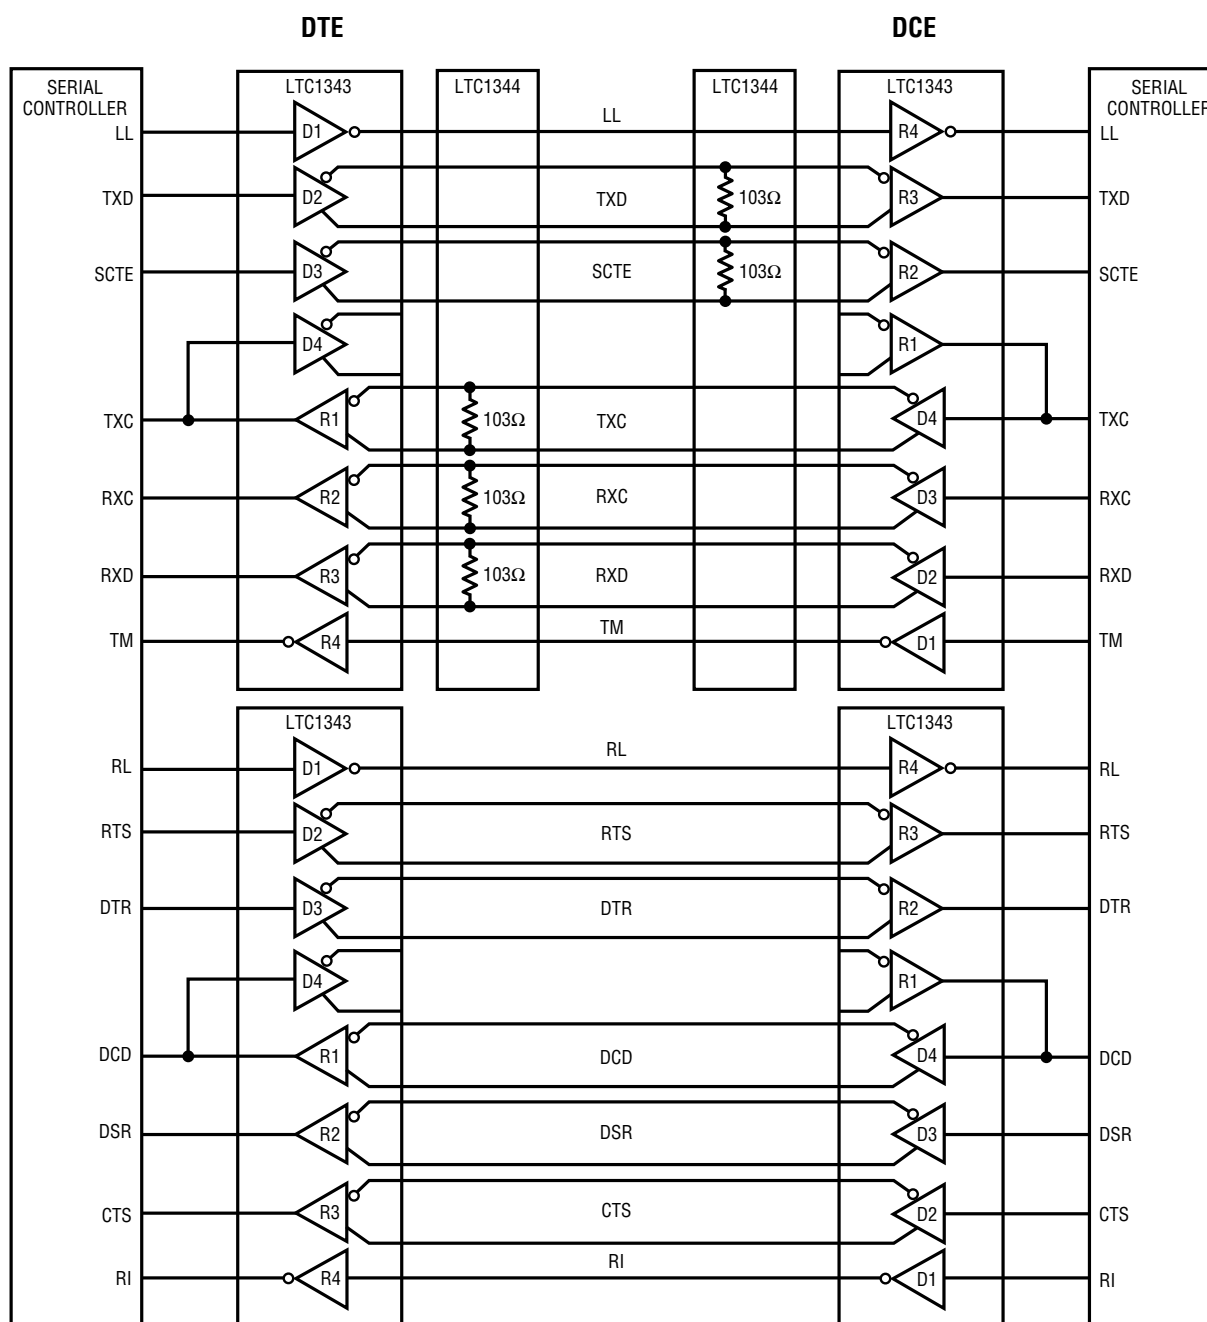 DTE
DCE
SERIAL
CONTROLLER
LTC1343
LTC1344
LTC1344
LTC1343
SERIAL
CONTROLLER
LL
D1
LL
R4
LL
TXD
D2
TXD
103Ω
R3
TXD
SCTE
D3
SCTE
103Ω
R2
SCTE
D4
R1
TXC
R1
103Ω
TXC
D4
TXC
RXC
R2
103Ω
RXC
D3
RXC
RXD
R3
103Ω
RXD
D2
RXD
TM
R4
TM
D1
TM
LTC1343
LTC1343
RL
D1
RL
R4
RL
RTS
D2
RTS
R3
RTS
DTR
D3
DTR
R2
DTR
D4
R1
DCD
R1
DCD
D4
DCD
DSR
R2
DSR
D3
DSR
CTS
R3
CTS
D2
CTS
RI
R4
RI
D1
RI